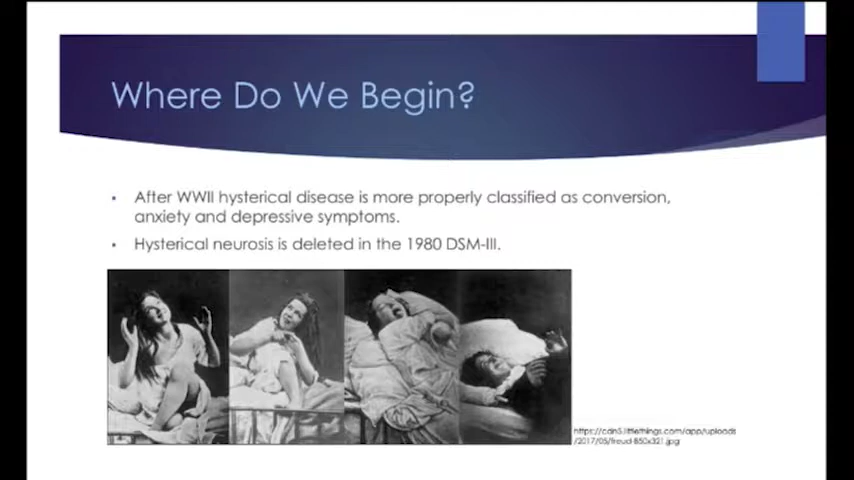 Where Do We Begin?
After WWII hysterical disease is more properly classified as conversion,
anxiety and depressive symptoms.
Hysterical neurosis is deleted in the 1980 DSM-III.
https://cdn5.littlethings.com/app/uploads
/2017/05/freud-850x321.jpg